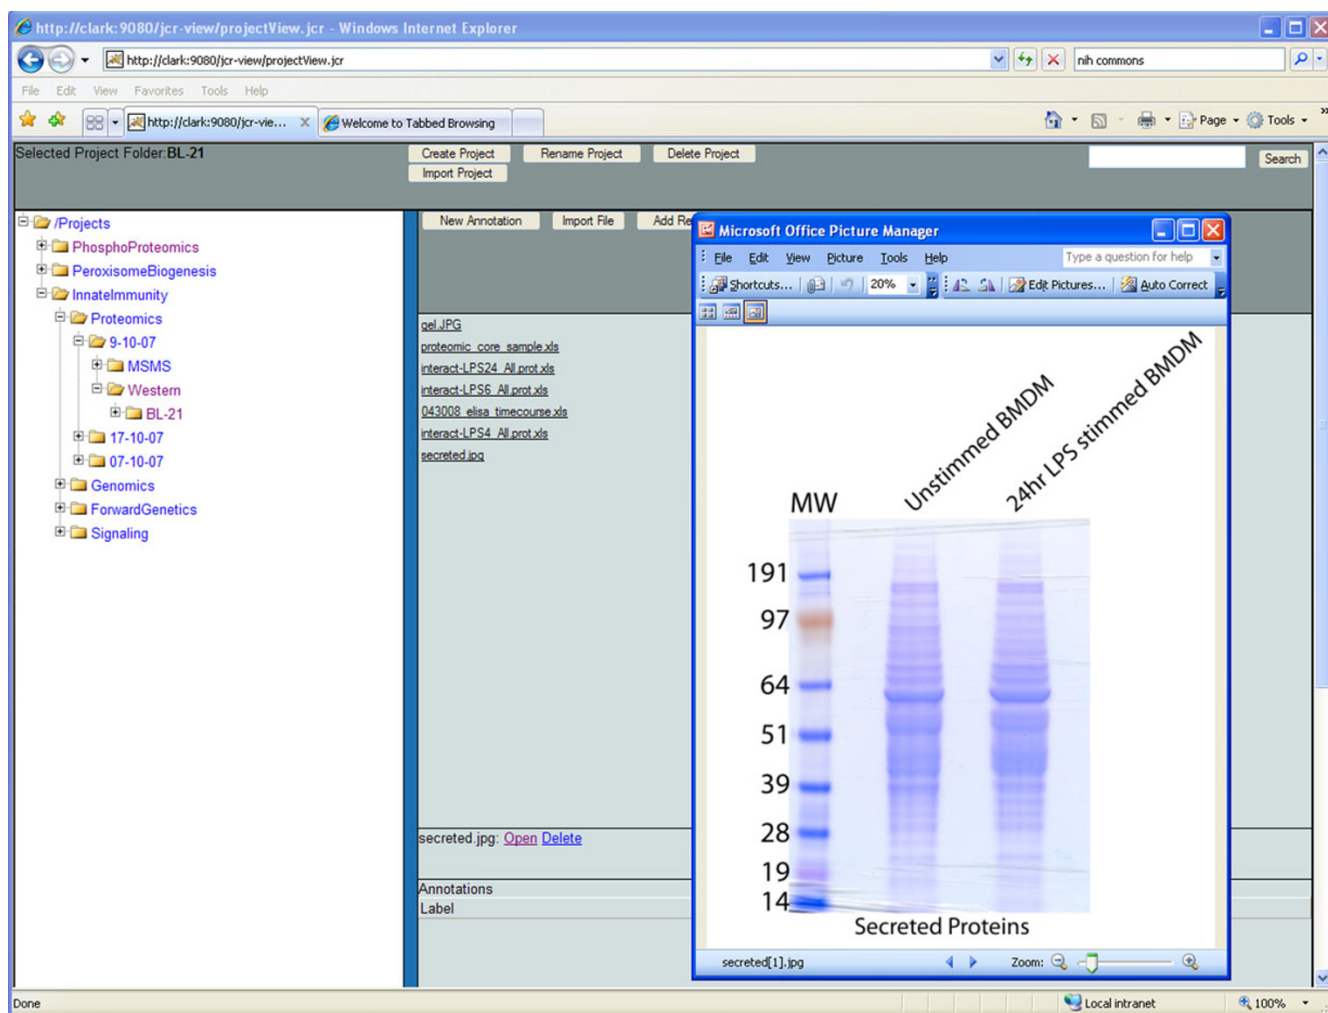 http://clark:9080/jcr-view/projectView.jcr - Windows Internet Explorer
http://clark:9080/jcr-view/projectView.jcr
nih commons
File Edit View Favorites Tools Help
http://clark:9080/jcr-vie... X Welcome to Tabbed Browsing
Page Tools
Selected Project Folder:BL-21
Create Project Rename Project Delete Project
Import Project
Search
/Projects
PhosphoProteomics
PeroxisomeBiogenesis
InnateImmunity
Proteomics
9-10-07
MSMS
Western
BL-21
17-10-07
07-10-07
Genomics
ForwardGenetics
Signaling
New Annotation Import File Add Re
gel.JPG
proteomic_core_sample.xls
interact-LPS24_All.prot.xls
interact-LPS6_All.prot.xls
043008_elisa_timecourse.xls
interact-LPS4_All.prot.xls
secreted.jpg
secreted.jpg: Open Delete
Annotations
Label
Microsoft Office Picture Manager
File Edit View Picture Tools Help Type a question for help
Shortcuts... 20% Edit Pictures... Auto Correct
MW
Unstimmed BMDM
24hr LPS stimmed BMDM
191
97
64
51
39
28
19
14
Secreted Proteins
secreted[1].jpg Zoom:
Done Local intranet 100%